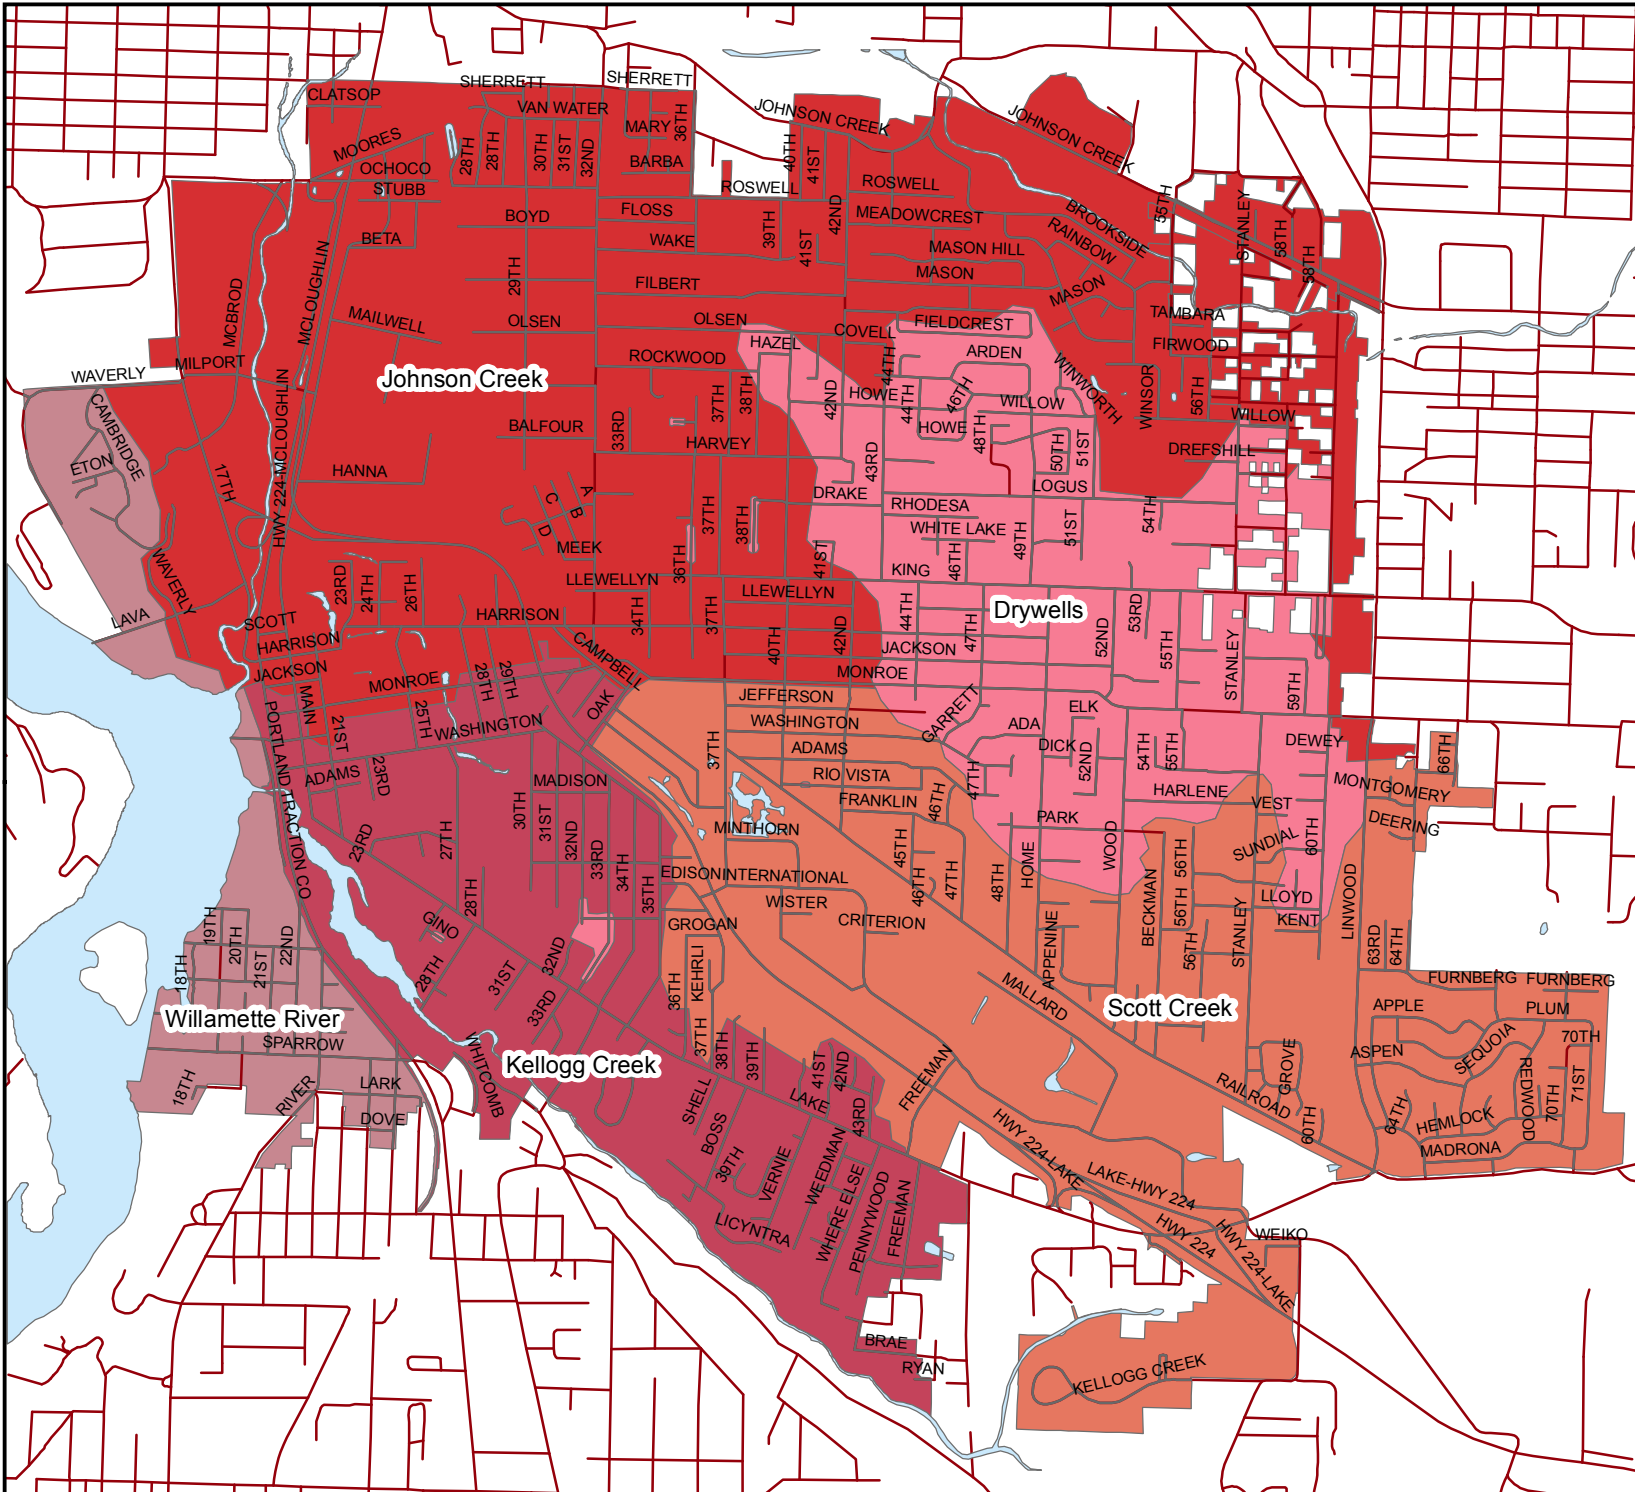 SHERRETT
SHERRETT
CLATSOP
VAN WATER
MARY
36TH
JOHNSON CREEK
JOHNSON CREEK
MOORES
28TH
28TH
30TH
31ST
32ND
BARBA
40TH
41ST
OCHOCO
STUBB
ROSWELL
ROSWELL
55TH
BOYD
FLOSS
39TH
42ND
MEADOWCREST
BROOKSIDE
STANLEY
58TH
BETA
WAKE
41ST
MASON HILL
RAINBOW
58TH
MCBROD
MCLOUGHLIN
29TH
FILBERT
MASON
MASON
MAILWELL
OLSEN
OLSEN
COVELL
FIELDCREST
TAMBARA
HAZEL
FIRWOOD
MILPORT
ROCKWOOD
44TH
ARDEN
WINWORTH
WAVERLY
Johnson Creek
37TH
38TH
42ND
HOWE
44TH
46TH
WILLOW
WINSOR
56TH
WILLOW
CAMBRIDGE
HWY 224-MCLOUGHLIN
BALFOUR
33RD
HARVEY
HOWE
48TH
50TH
51ST
DREFSHILL
ETON
17TH
HANNA
43RD
LOGUS
A
B
C
D
DRAKE
RHODESA
37TH
38TH
WHITE LAKE
49TH
51ST
54TH
MEEK
36TH
41ST
46TH
KING
WAVERLY
23RD
24TH
26TH
LLEWELLYN
LLEWELLYN
Drywells
LAVA
SCOTT
HARRISON
34TH
37TH
44TH
53RD
HARRISON
CAMPBELL
40TH
42ND
47TH
52ND
55TH
STANLEY
JACKSON
JACKSON
MONROE
28TH
29TH
MONROE
59TH
MAIN
OAK
JEFFERSON
GARRETT
PORTLAND TRACTION CO
21ST
25TH
WASHINGTON
WASHINGTON
ELK
ADA
37TH
ADAMS
DICK
52ND
54TH
55TH
DEWEY
66TH
ADAMS
23RD
MADISON
RIO VISTA
47TH
MONTGOMERY
FRANKLIN
46TH
HARLENE
VEST
30TH
31ST
32ND
33RD
MINTHORN
PARK
DEERING
23RD
27TH
45TH
SUNDIAL
60TH
34TH
35TH
EDISON
INTERNATIONAL
46TH
47TH
48TH
HOME
WOOD
56TH
28TH
WISTER
LLOYD
LINWOOD
GINO
GROGAN
CRITERION
APPENINE
BECKMAN
56TH
STANLEY
KENT
19TH
20TH
22ND
21ST
32ND
56TH
63RD
64TH
18TH
28TH
31ST
36TH
KEHRLI
MALLARD
FURNBERG
FURNBERG
Willamette River
33RD
Scott Creek
APPLE
PLUM
SPARROW
WHITCOMB
Kellogg Creek
37TH
38TH
39TH
41ST
42ND
ASPEN
SEQUOIA
70TH
18TH
RIVER
LARK
SHELL
LAKE
FREEMAN
RAILROAD
GROVE
REDWOOD
71ST
70TH
DOVE
BOSS
43RD
60TH
64TH
HEMLOCK
HWY 224-LAKE
MADRONA
39TH
VERNIE
WEEDMAN
WHERE ELSE
PENNYWOOD
FREEMAN
LAKE-HWY 224
LICYNTRA
HWY 224
HWY 224-LAKE
WEIKO
BRAE
RYAN
KELLOGG CREEK